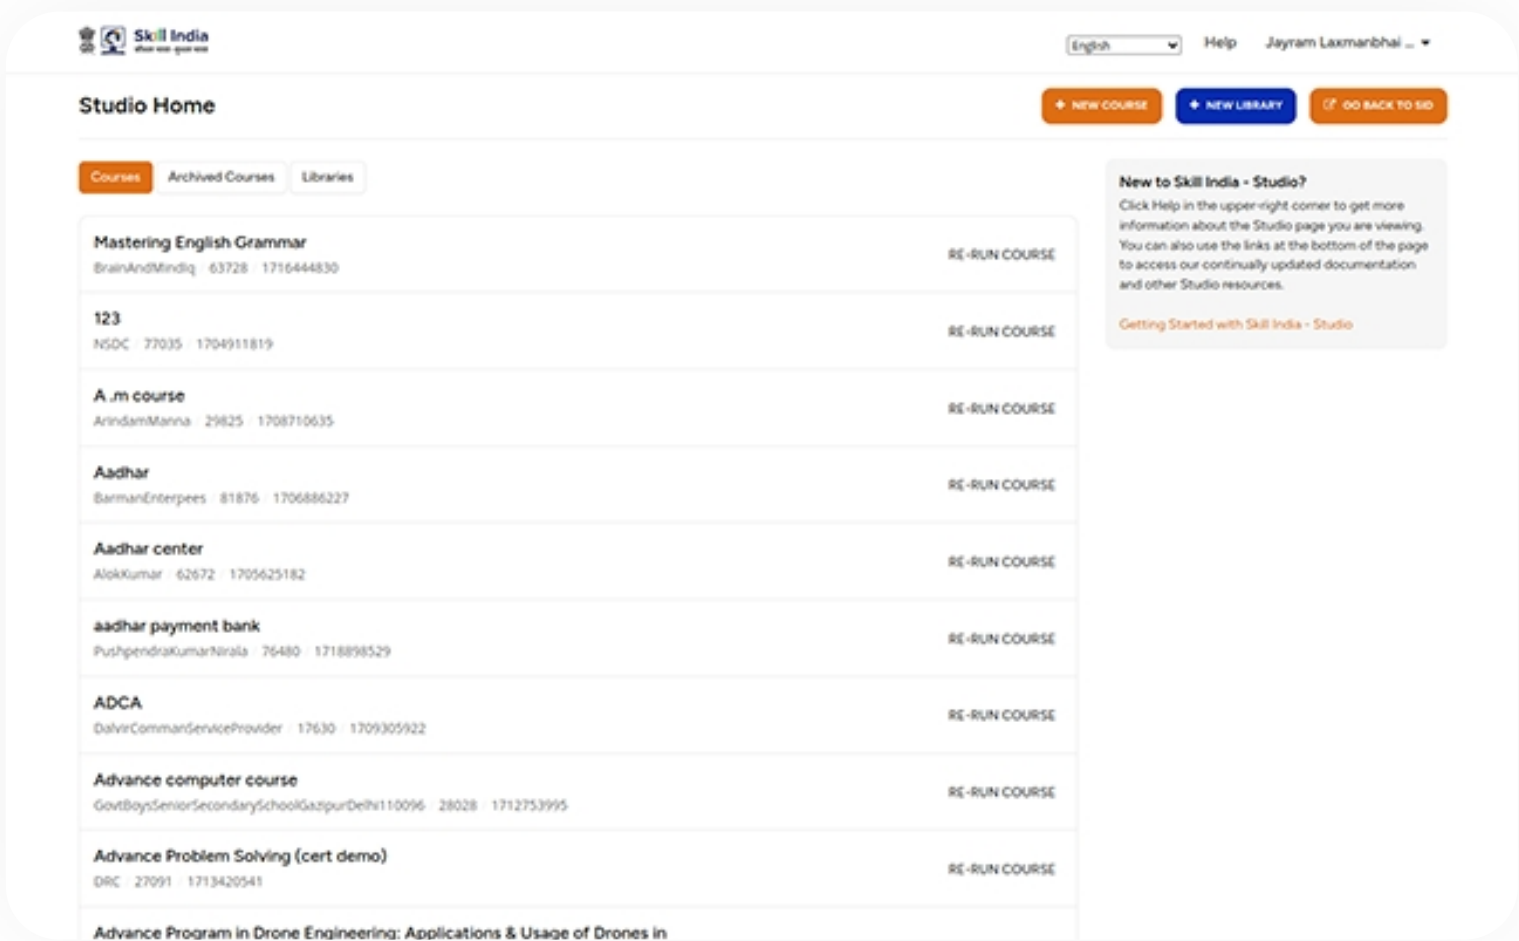 Skill India
English
Help
Jayram Laxmanbhai ...
Studio Home
+ NEW COURSE
+ NEW LIBRARY
GO BACK TO SID
Courses
Archived Courses
Libraries
Mastering English Grammar
BrainAndMindiq / 63728 / 1716444830
RE-RUN COURSE
123
NSDC / 77035 / 1704911819
RE-RUN COURSE
A .m course
ArindamManna / 29825 / 1708710635
RE-RUN COURSE
Aadhar
BarmanEnterpees / 81876 / 1706886227
RE-RUN COURSE
Aadhar center
AlokKumar / 62672 / 1705625182
RE-RUN COURSE
aadhar payment bank
PushpendraKumarNirala / 76480 / 1718898529
RE-RUN COURSE
ADCA
DalvirCommanServiceProvider / 17630 / 1709305922
RE-RUN COURSE
Advance computer course
GovtBoysSeniorSecondarySchoolGazipurDelhi110096 / 28028 / 1712753995
RE-RUN COURSE
Advance Problem Solving (cert demo)
DRC / 27091 / 1713420541
RE-RUN COURSE
Advance Program in Drone Engineering: Applications & Usage of Drones in
New to Skill India - Studio?
Click Help in the upper-right corner to get more
information about the Studio page you are viewing.
You can also use the links at the bottom of the page
to access our continually updated documentation
and other Studio resources.
Getting Started with Skill India - Studio